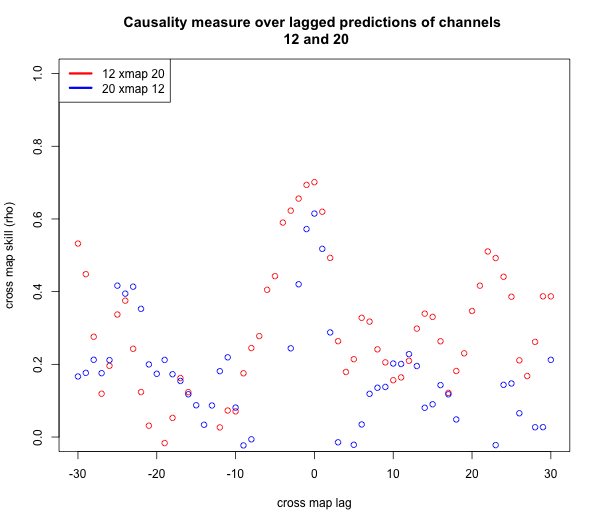 Causality measure over lagged predictions of channels
12 and 20
12 xmap 20
20 xmap 12
cross map skill (rho)
1.0
0.8
0.6
0.4
0.2
0.0
-30 -20 -10 0 10 20 30
cross map lag